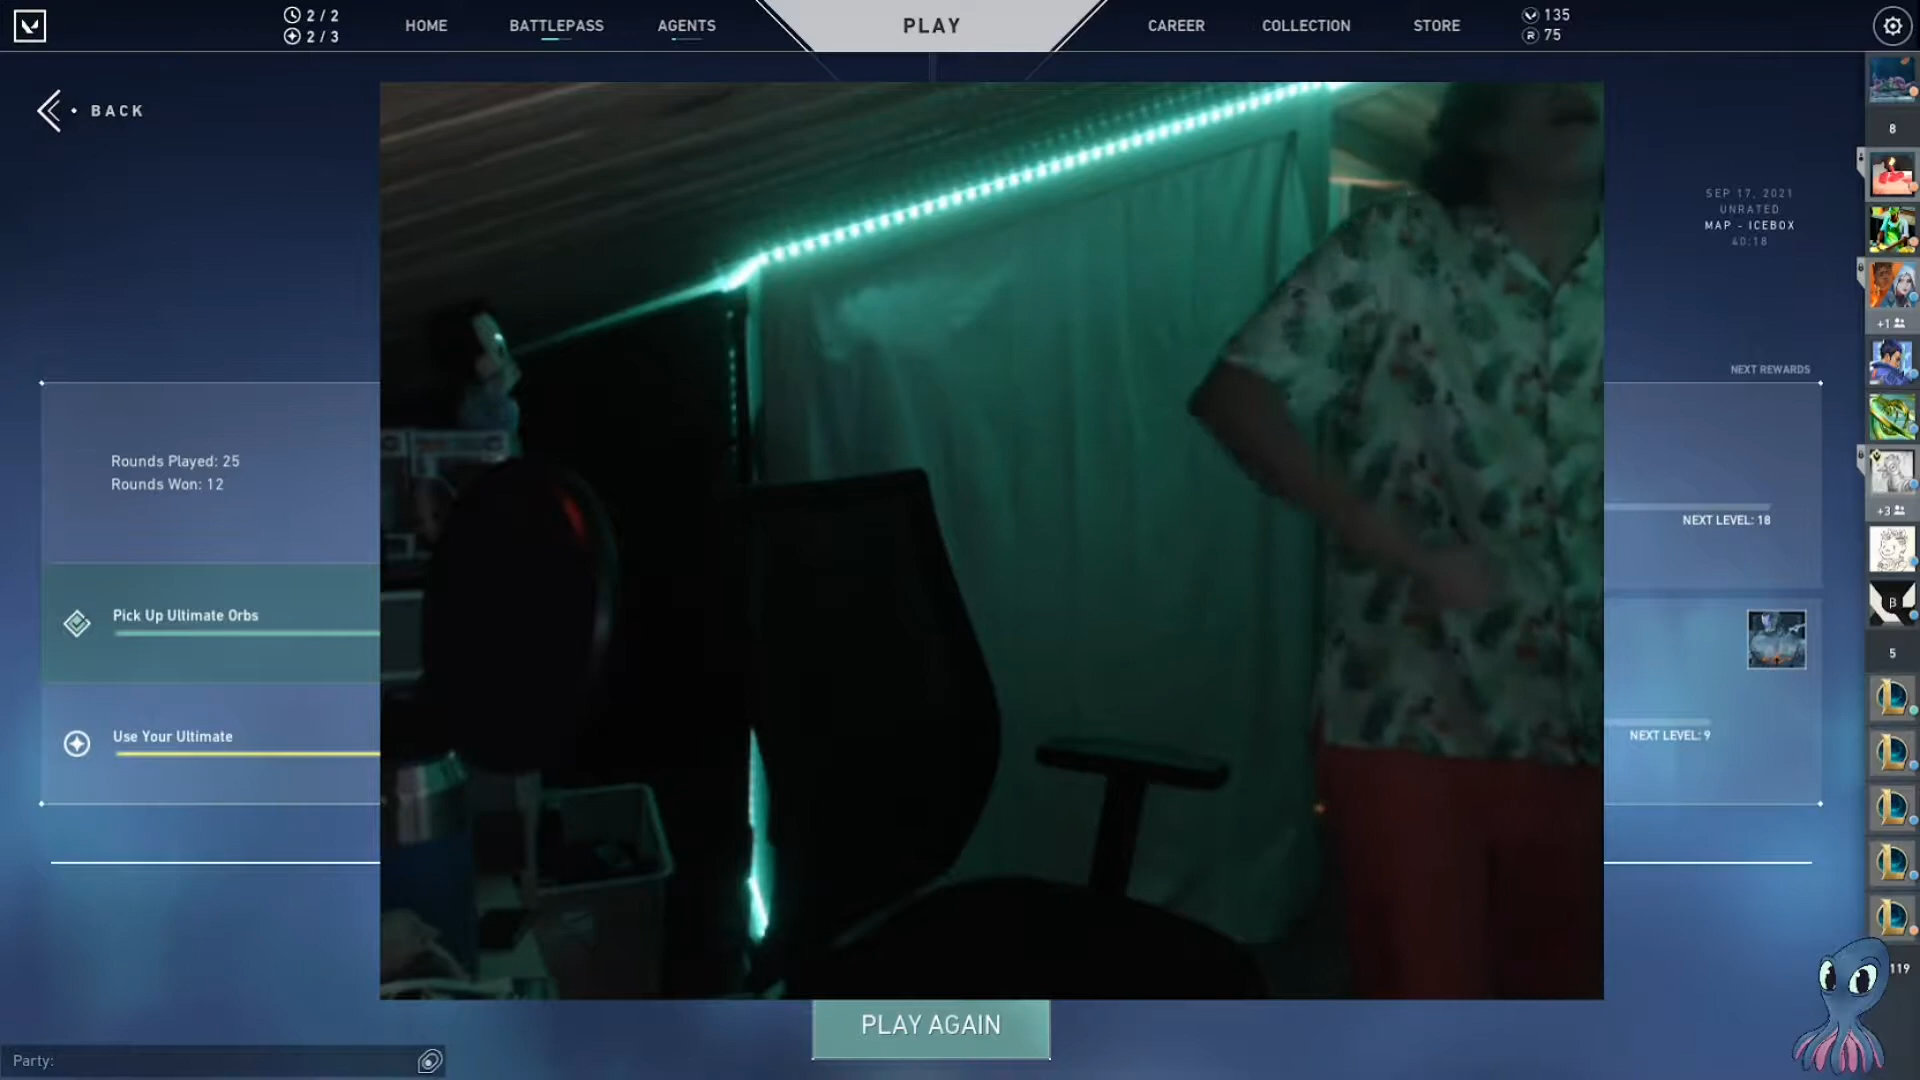 2 / 2
2 / 3
HOME
BATTLEPASS
AGENTS
PLAY
CAREER
COLLECTION
STORE
135
R 75
BACK
8
SEP 17, 2021
UNRATED
MAP - ICEBOX
40:18
+1
NEXT REWARDS
Rounds Played: 25
Rounds Won: 12
NEXT LEVEL: 18
+3
β
Pick Up Ultimate Orbs
5
Use Your Ultimate
NEXT LEVEL: 9
119
PLAY AGAIN
Party: